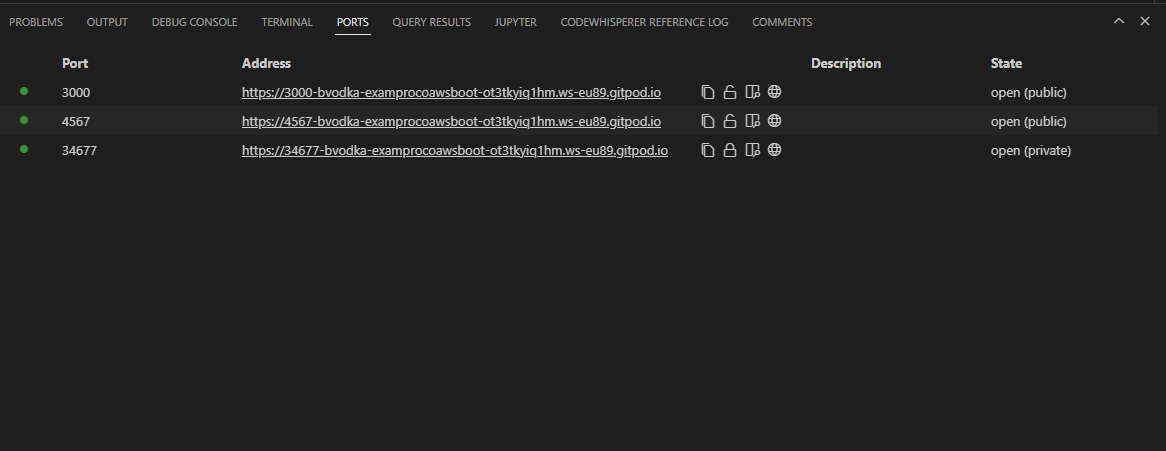 PROBLEMS OUTPUT DEBUG CONSOLE TERMINAL PORTS QUERY RESULTS JUPYTER CODEWHISPERER REFERENCE LOG COMMENTS
Port Address Description State
3000 https://3000-bvodka-examprocoawsboot-ot3tkyiq1hm.ws-eu89.gitpod.io open (public)
4567 https://4567-bvodka-examprocoawsboot-ot3tkyiq1hm.ws-eu89.gitpod.io open (public)
34677 https://34677-bvodka-examprocoawsboot-ot3tkyiq1hm.ws-eu89.gitpod.io open (private)